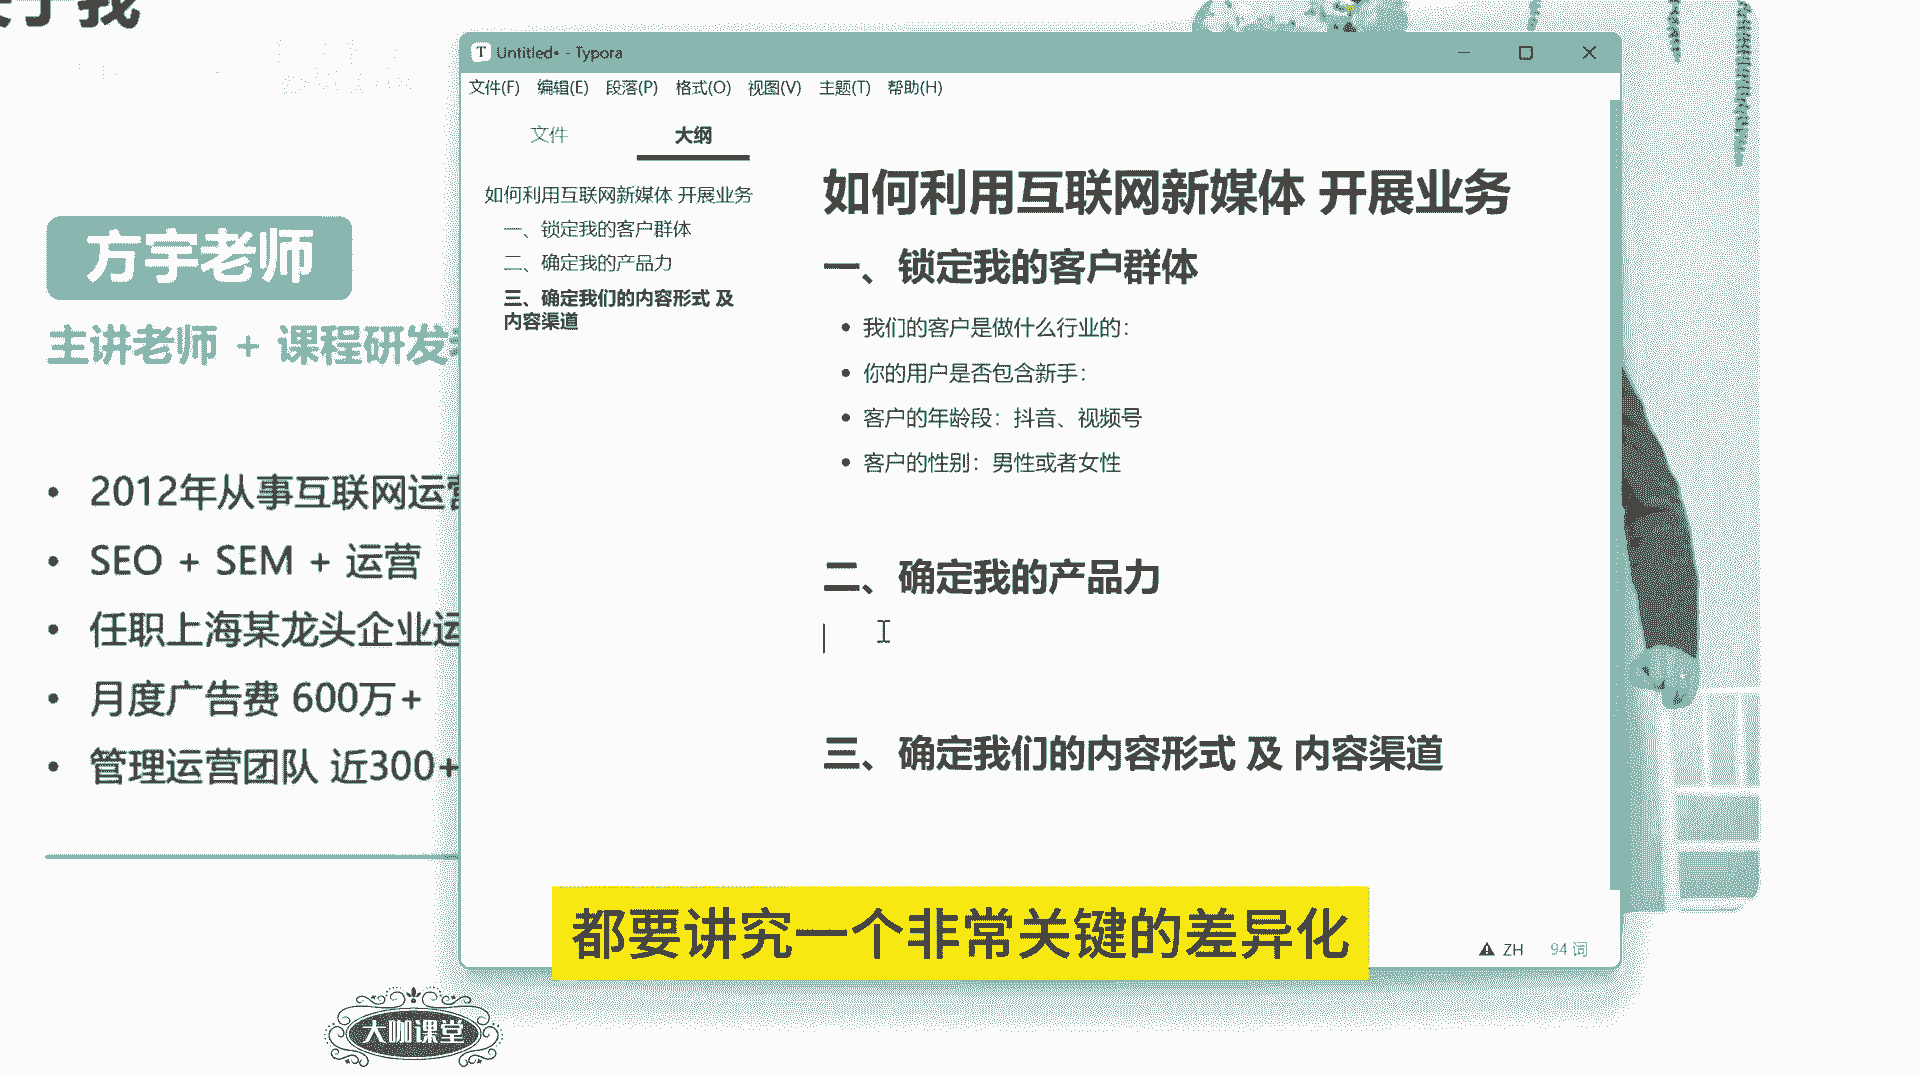 于我
方宇老师
主讲老师 + 课程研发
• 2012年从事互联网运营
• SEO + SEM + 运营
• 任职上海某龙头企业运
• 月度广告费 600万+
• 管理运营团队 近300+
大咖课堂
T Untitled• - Typora
文件(F) 编辑(E) 段落(P) 格式(O) 视图(V) 主题(T) 帮助(H)
文件 大纲
如何利用互联网新媒体 开展业务
一、锁定我的客户群体
二、确定我的产品力
三、确定我们的内容形式 及
内容渠道
如何利用互联网新媒体 开展业务
一、锁定我的客户群体
• 我们的客户是做什么行业的：
• 你的用户是否包含新手：
• 客户的年龄段：抖音、视频号
• 客户的性别：男性或者女性
二、确定我的产品力
三、确定我们的内容形式 及 内容渠道
ZH 94 词
都要讲究一个非常关键的差异化